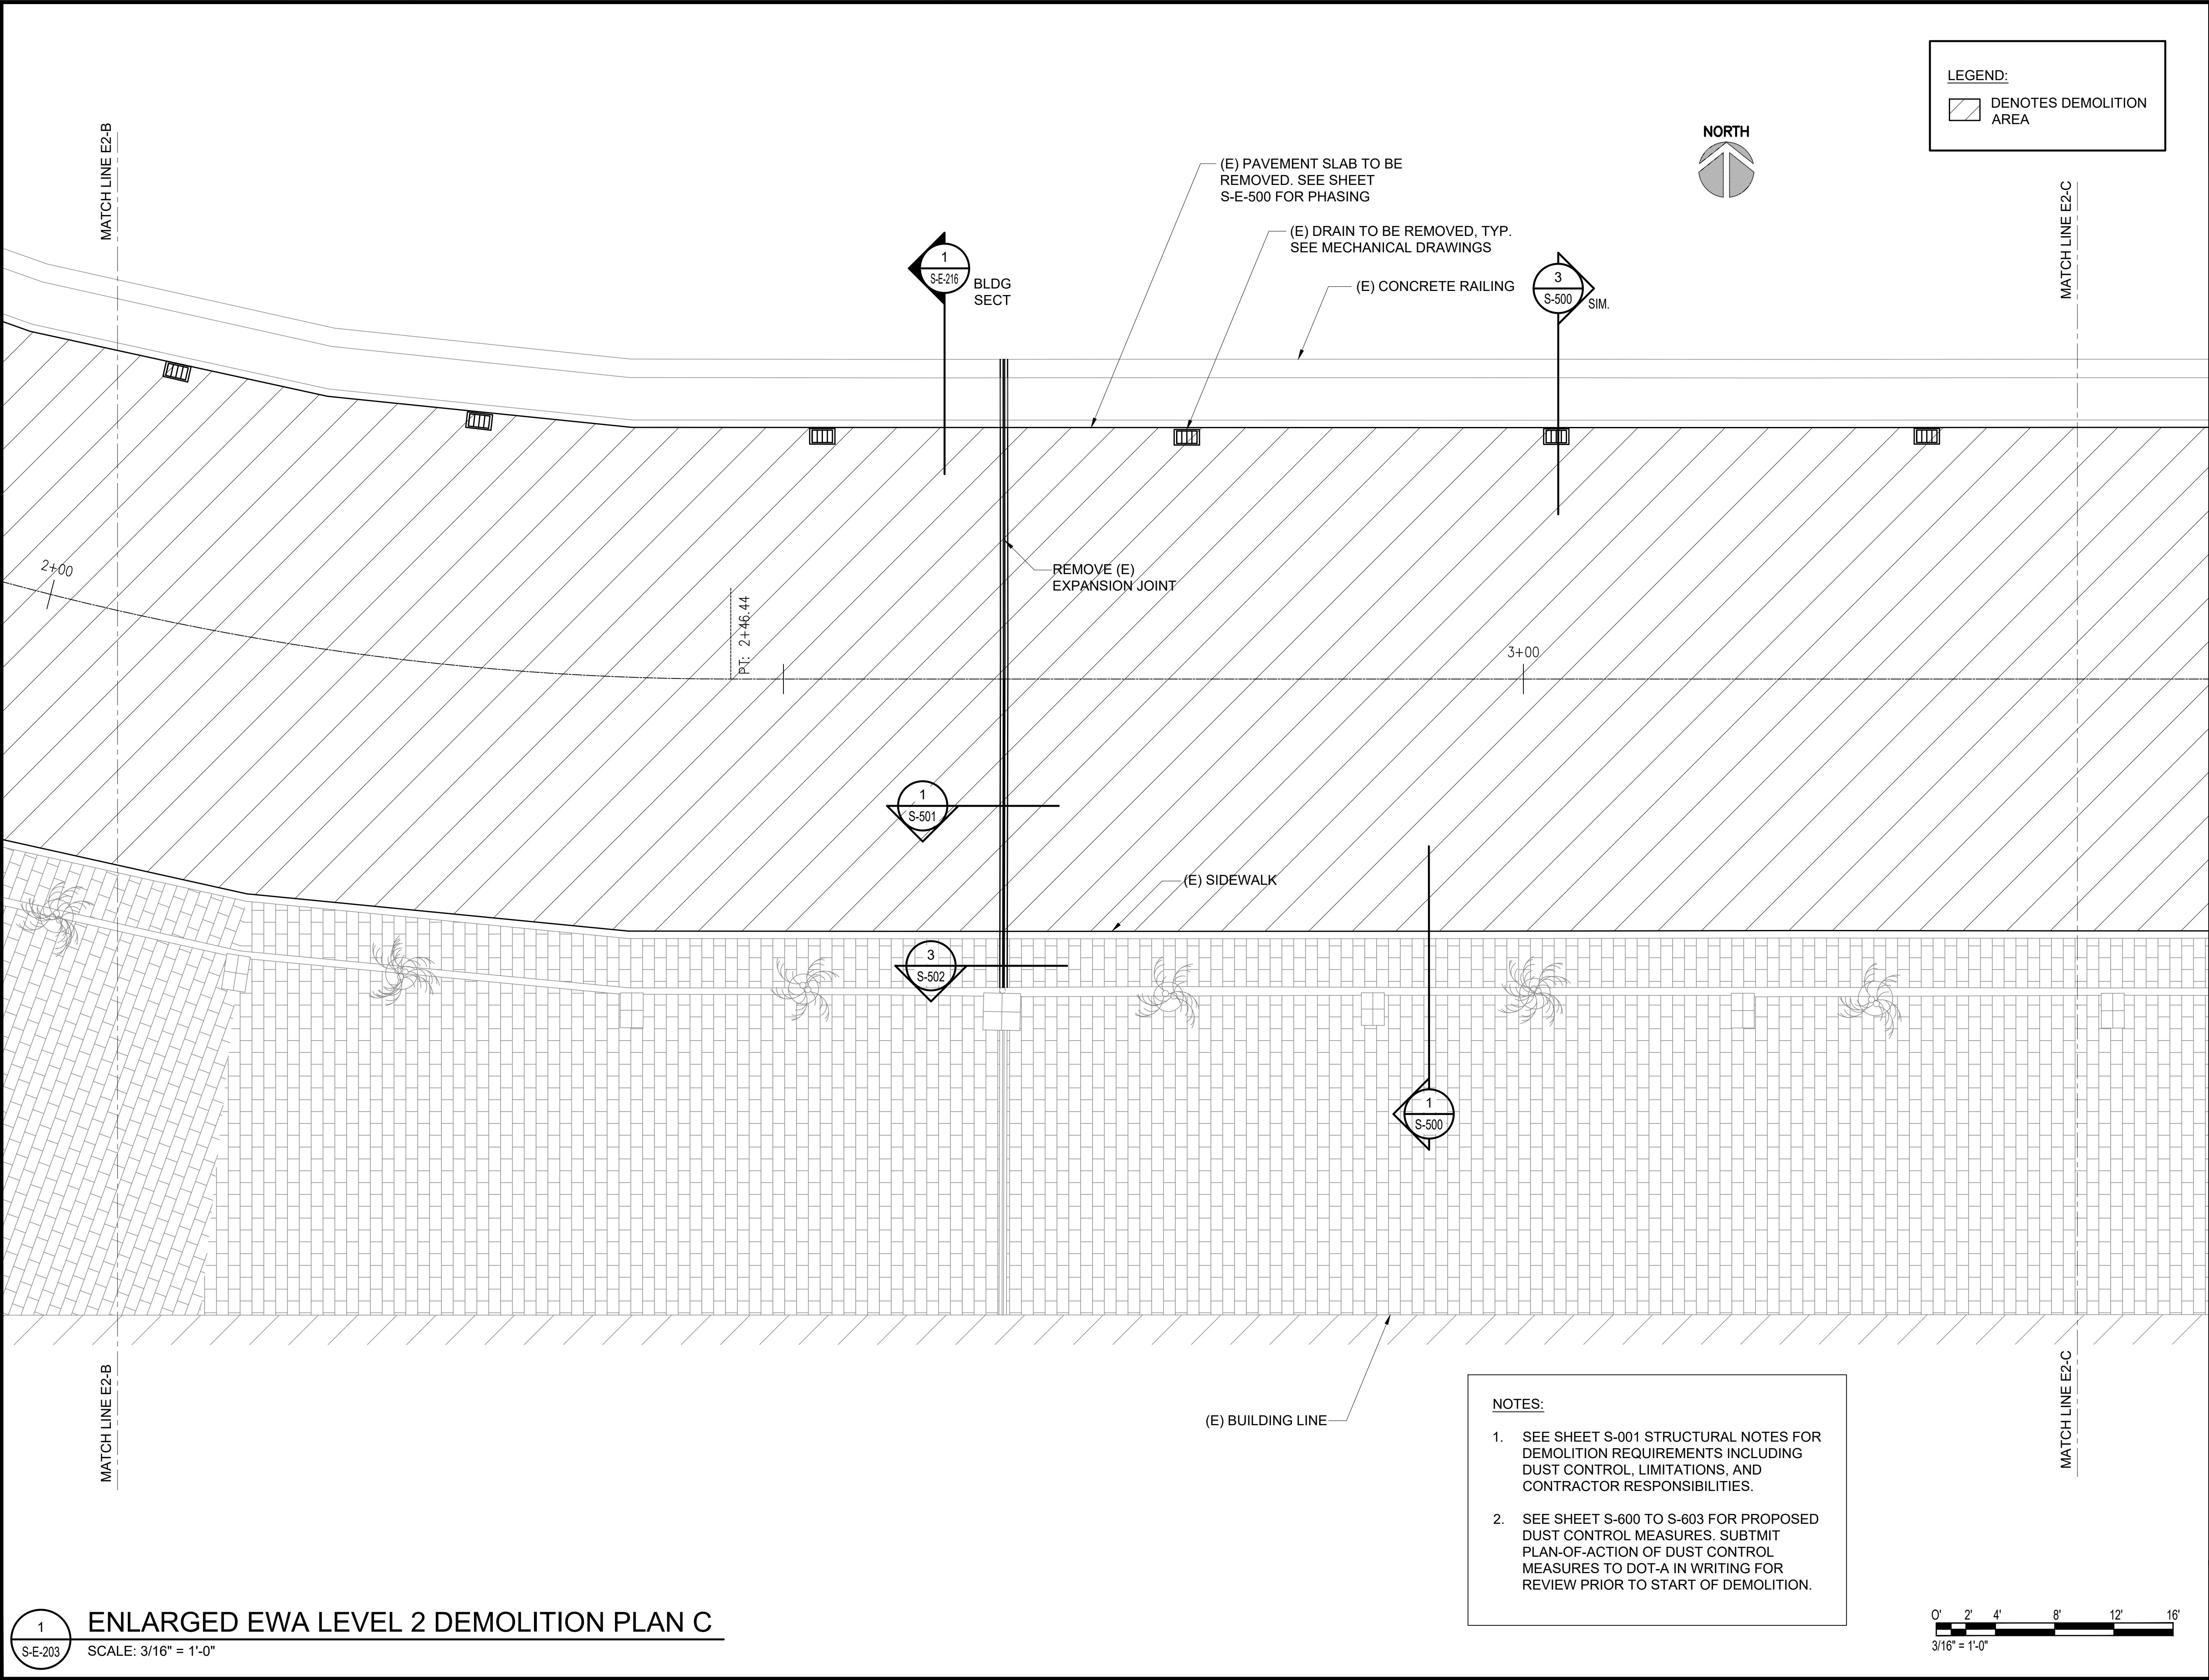 LEGEND:
DENOTES DEMOLITION
AREA
NORTH
MATCH LINE E2-B
MATCH LINE E2-C
(E) PAVEMENT SLAB TO BE
REMOVED. SEE SHEET
S-E-500 FOR PHASING
(E) DRAIN TO BE REMOVED, TYP.
SEE MECHANICAL DRAWINGS
(E) CONCRETE RAILING
1
S-E-216
BLDG
SECT
3
S-500
SIM.
2+00
REMOVE (E)
EXPANSION JOINT
PT: 2+46.44
3+00
1
S-501
(E) SIDEWALK
3
S-502
1
S-500
MATCH LINE E2-B
MATCH LINE E2-C
(E) BUILDING LINE
NOTES:
1. SEE SHEET S-001 STRUCTURAL NOTES FOR
DEMOLITION REQUIREMENTS INCLUDING
DUST CONTROL, LIMITATIONS, AND
CONTRACTOR RESPONSIBILITIES.
2. SEE SHEET S-600 TO S-603 FOR PROPOSED
DUST CONTROL MEASURES. SUBTMIT
PLAN-OF-ACTION OF DUST CONTROL
MEASURES TO DOT-A IN WRITING FOR
REVIEW PRIOR TO START OF DEMOLITION.
1
S-E-203
ENLARGED EWA LEVEL 2 DEMOLITION PLAN C
SCALE: 3/16" = 1'-0"
0' 2' 4' 8' 12' 16'
3/16" = 1'-0"